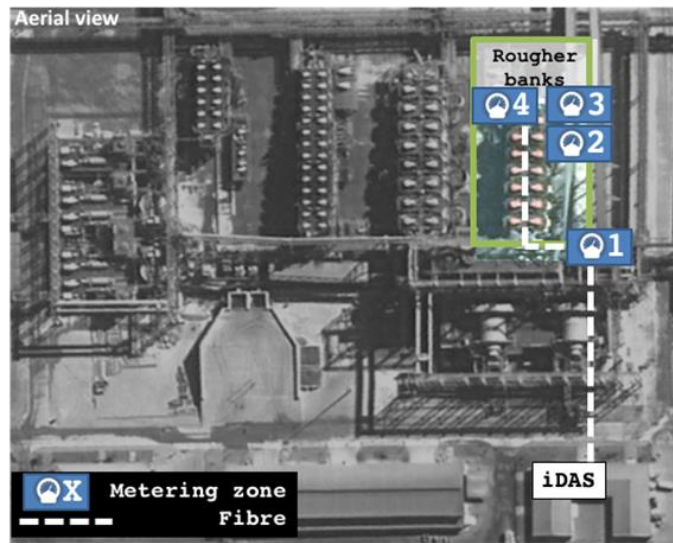 Aerial view
Rougher
banks
4
3
2
1
iDAS
X Metering zone
Fibre